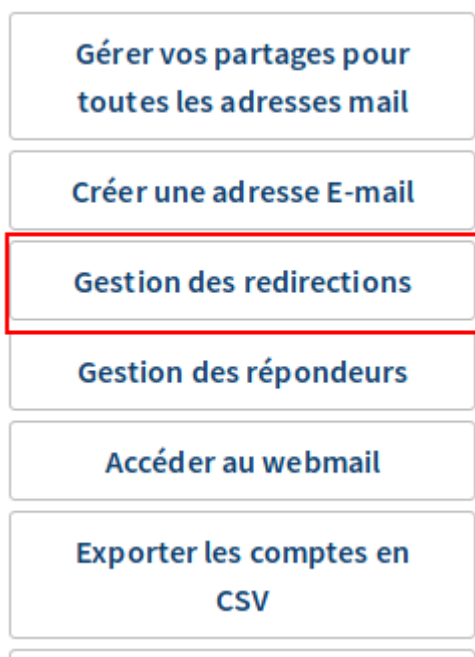 Gérer vos partages pour
toutes les adresses mail
Créer une adresse E-mail
Gestion des redirections
Gestion des répondeurs
Accéder au webmail
Exporter les comptes en
CSV